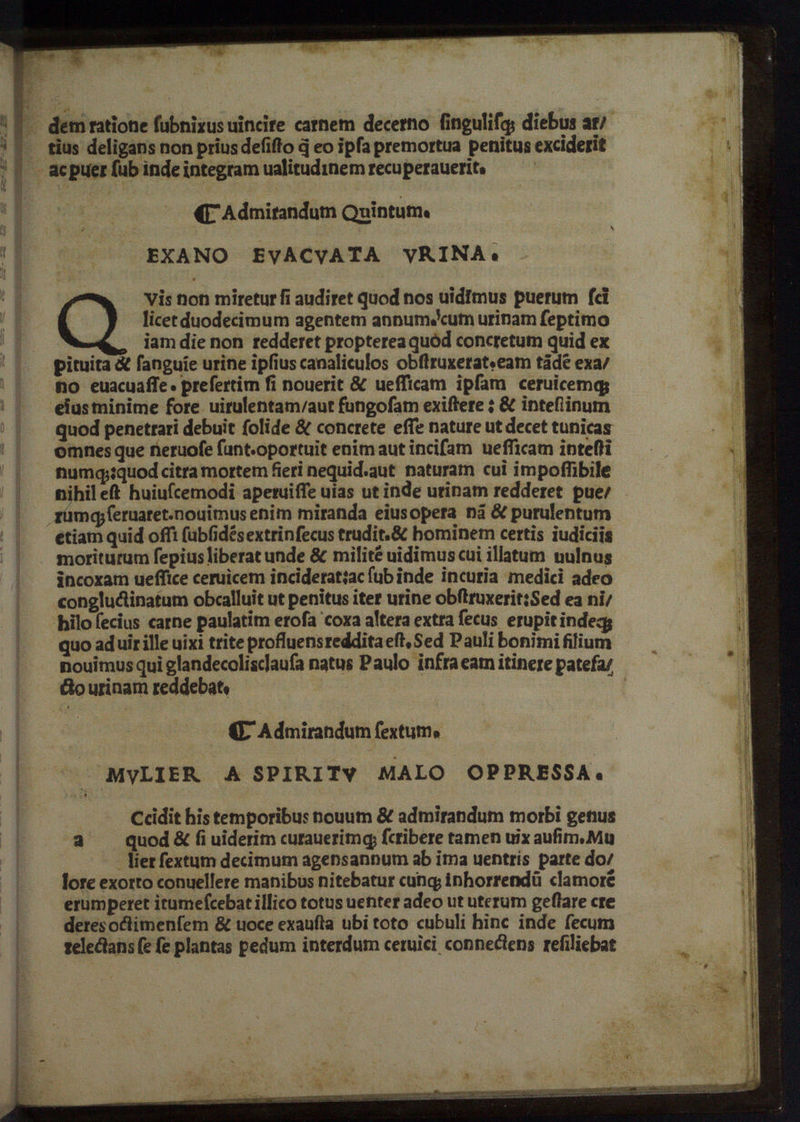 dem ratione ſubnixus uincire carnem decerno ſinguliſq; diebus ar/
tius deligans non prius deſiſto q̃ eo ipſa premortua penitus exciderit
ac puer ſub inde integram ualitudinem recuperauerit.
❡ Admirandum Quintum.
EXANO EVACVATA VRINA.
QVis non miretur ſi audiret quod nos uidimus puerum ſci
licet duodecimum agentem annum.'cum urinam ſeptimo
iam die non redderet propterea quòd concretum quid ex
pituita & ſanguie urine ipſius canaliculos obſtruxerat.eam tãdẽ exa/
no euacuaſſe. preſertim ſi nouerit & ueſſicam ipſam ceruicemq;
eius minime fore uirulentam/aut fungoſam exiſtere: & inteſtinum
quod penetrari debuit ſolide & concrete eſſe nature ut decet tunicas
omnes que neruoſe ſunt.oportuit enim aut inciſam ueſſicam inteſti
numq;:quod citra mortem fieri nequid.aut naturam cui impoſſibile
nihil eſt huiuſcemodi aperuiſſe uias ut inde urinam redderet pue/
rumq; ſeruaret.nouimus enim miranda eius opera nã & purulentum
etiam quid oſſi ſubſidẽs extrinſecus trudit.& hominem certis iudiciis
moriturum ſepius liberat unde & militẽ uidimus cui illatum uulnus
incoxam ueſſice ceruicem inciderat:ac ſub inde incuria medici adeo
congluctinatum obcalluit ut penitus iter urine obſtruxerit:Sed ea ni/
hilo ſecius carne paulatim eroſa coxa altera extra ſecus erupit indeq;
quo ad uir ille uixi trite profluens reddita eſt. Sed Pauli bonimi filium
nouimus qui glandecoliſclauſa natus Paulo infra eam itinere patefa/
cto urinam reddebat.
❡ Admirandum ſextum.
MVLIER A SPIRITV MALO OPPRESSA.
a Ccidit his temporibus nouum & admirandum morbi genus
quod & ſi uiderim curauerimq; ſcribere tamen uix auſim.Mu
lier ſextum decimum agens annum ab ima uentris parte do/
lore exorto conuellere manibus nitebatur cunq; inhorrendũ clamorẽ
erumperet itumeſcebat illico totus uenter adeo ut uterum geſtare cre
deres octimenſem & uoce exauſta ubi toto cubuli hinc inde ſecum
relectans ſe ſe plantas pedum interdum ceruici connectens reſiliebat